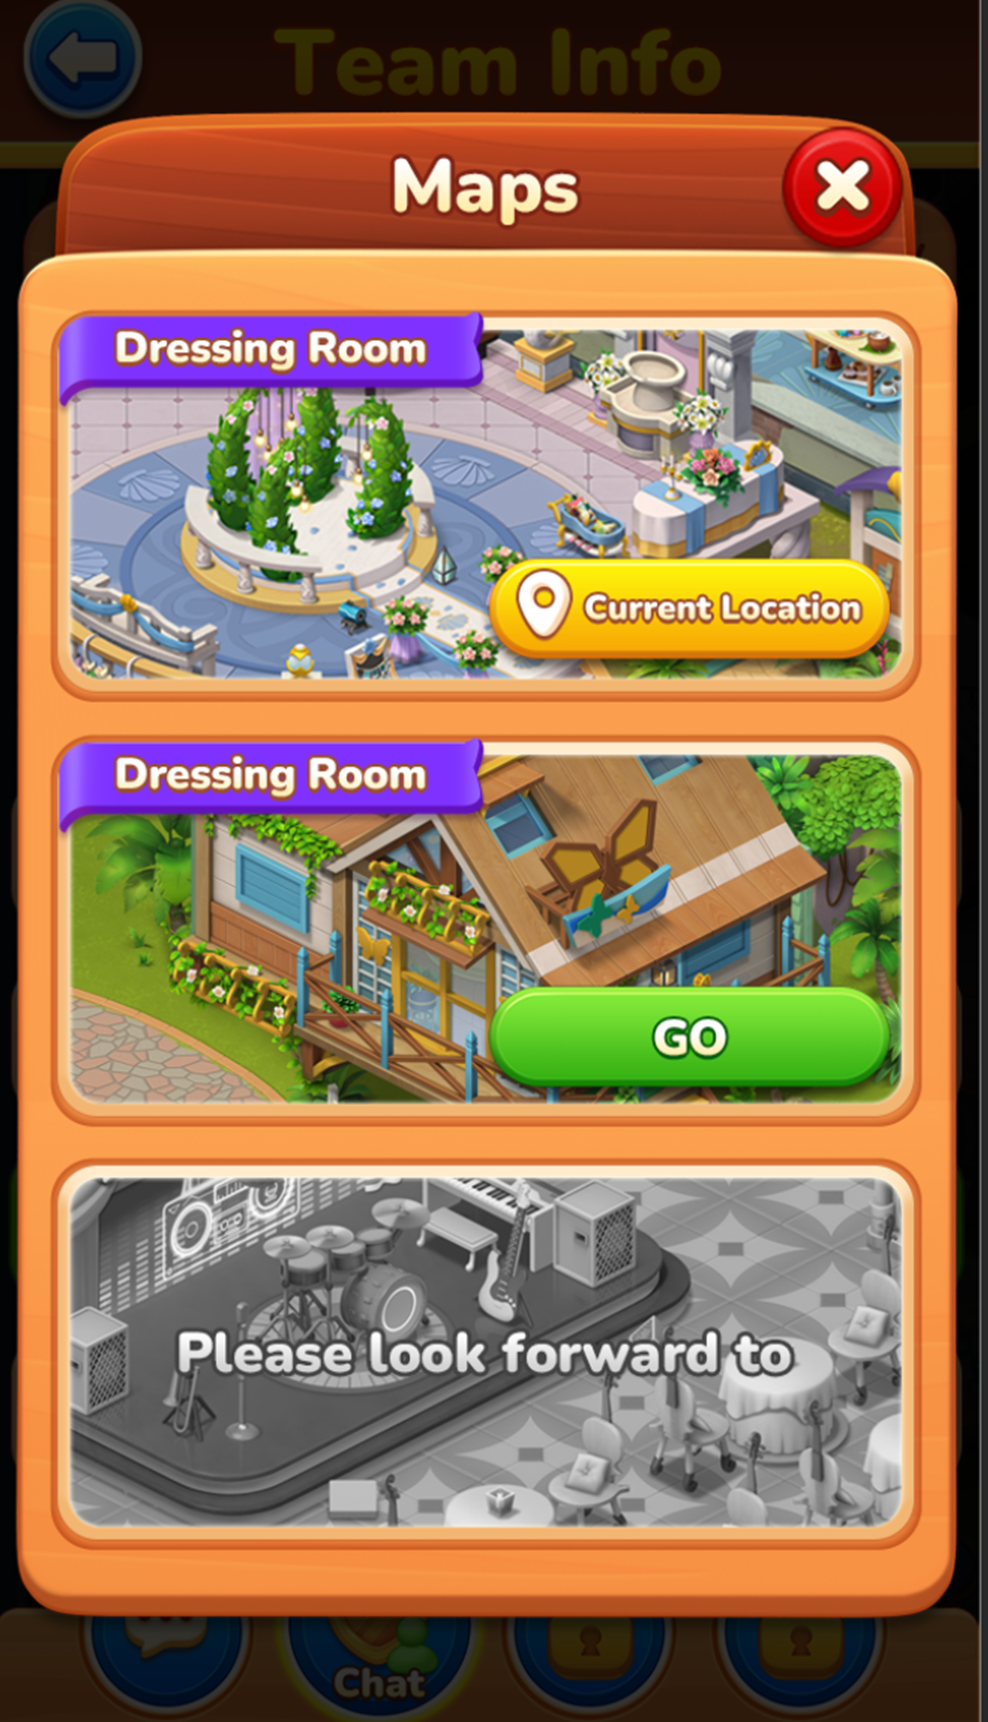 Team Info
Maps
Dressing Room
Current Location
Dressing Room
GO
Please look forward to
Chat